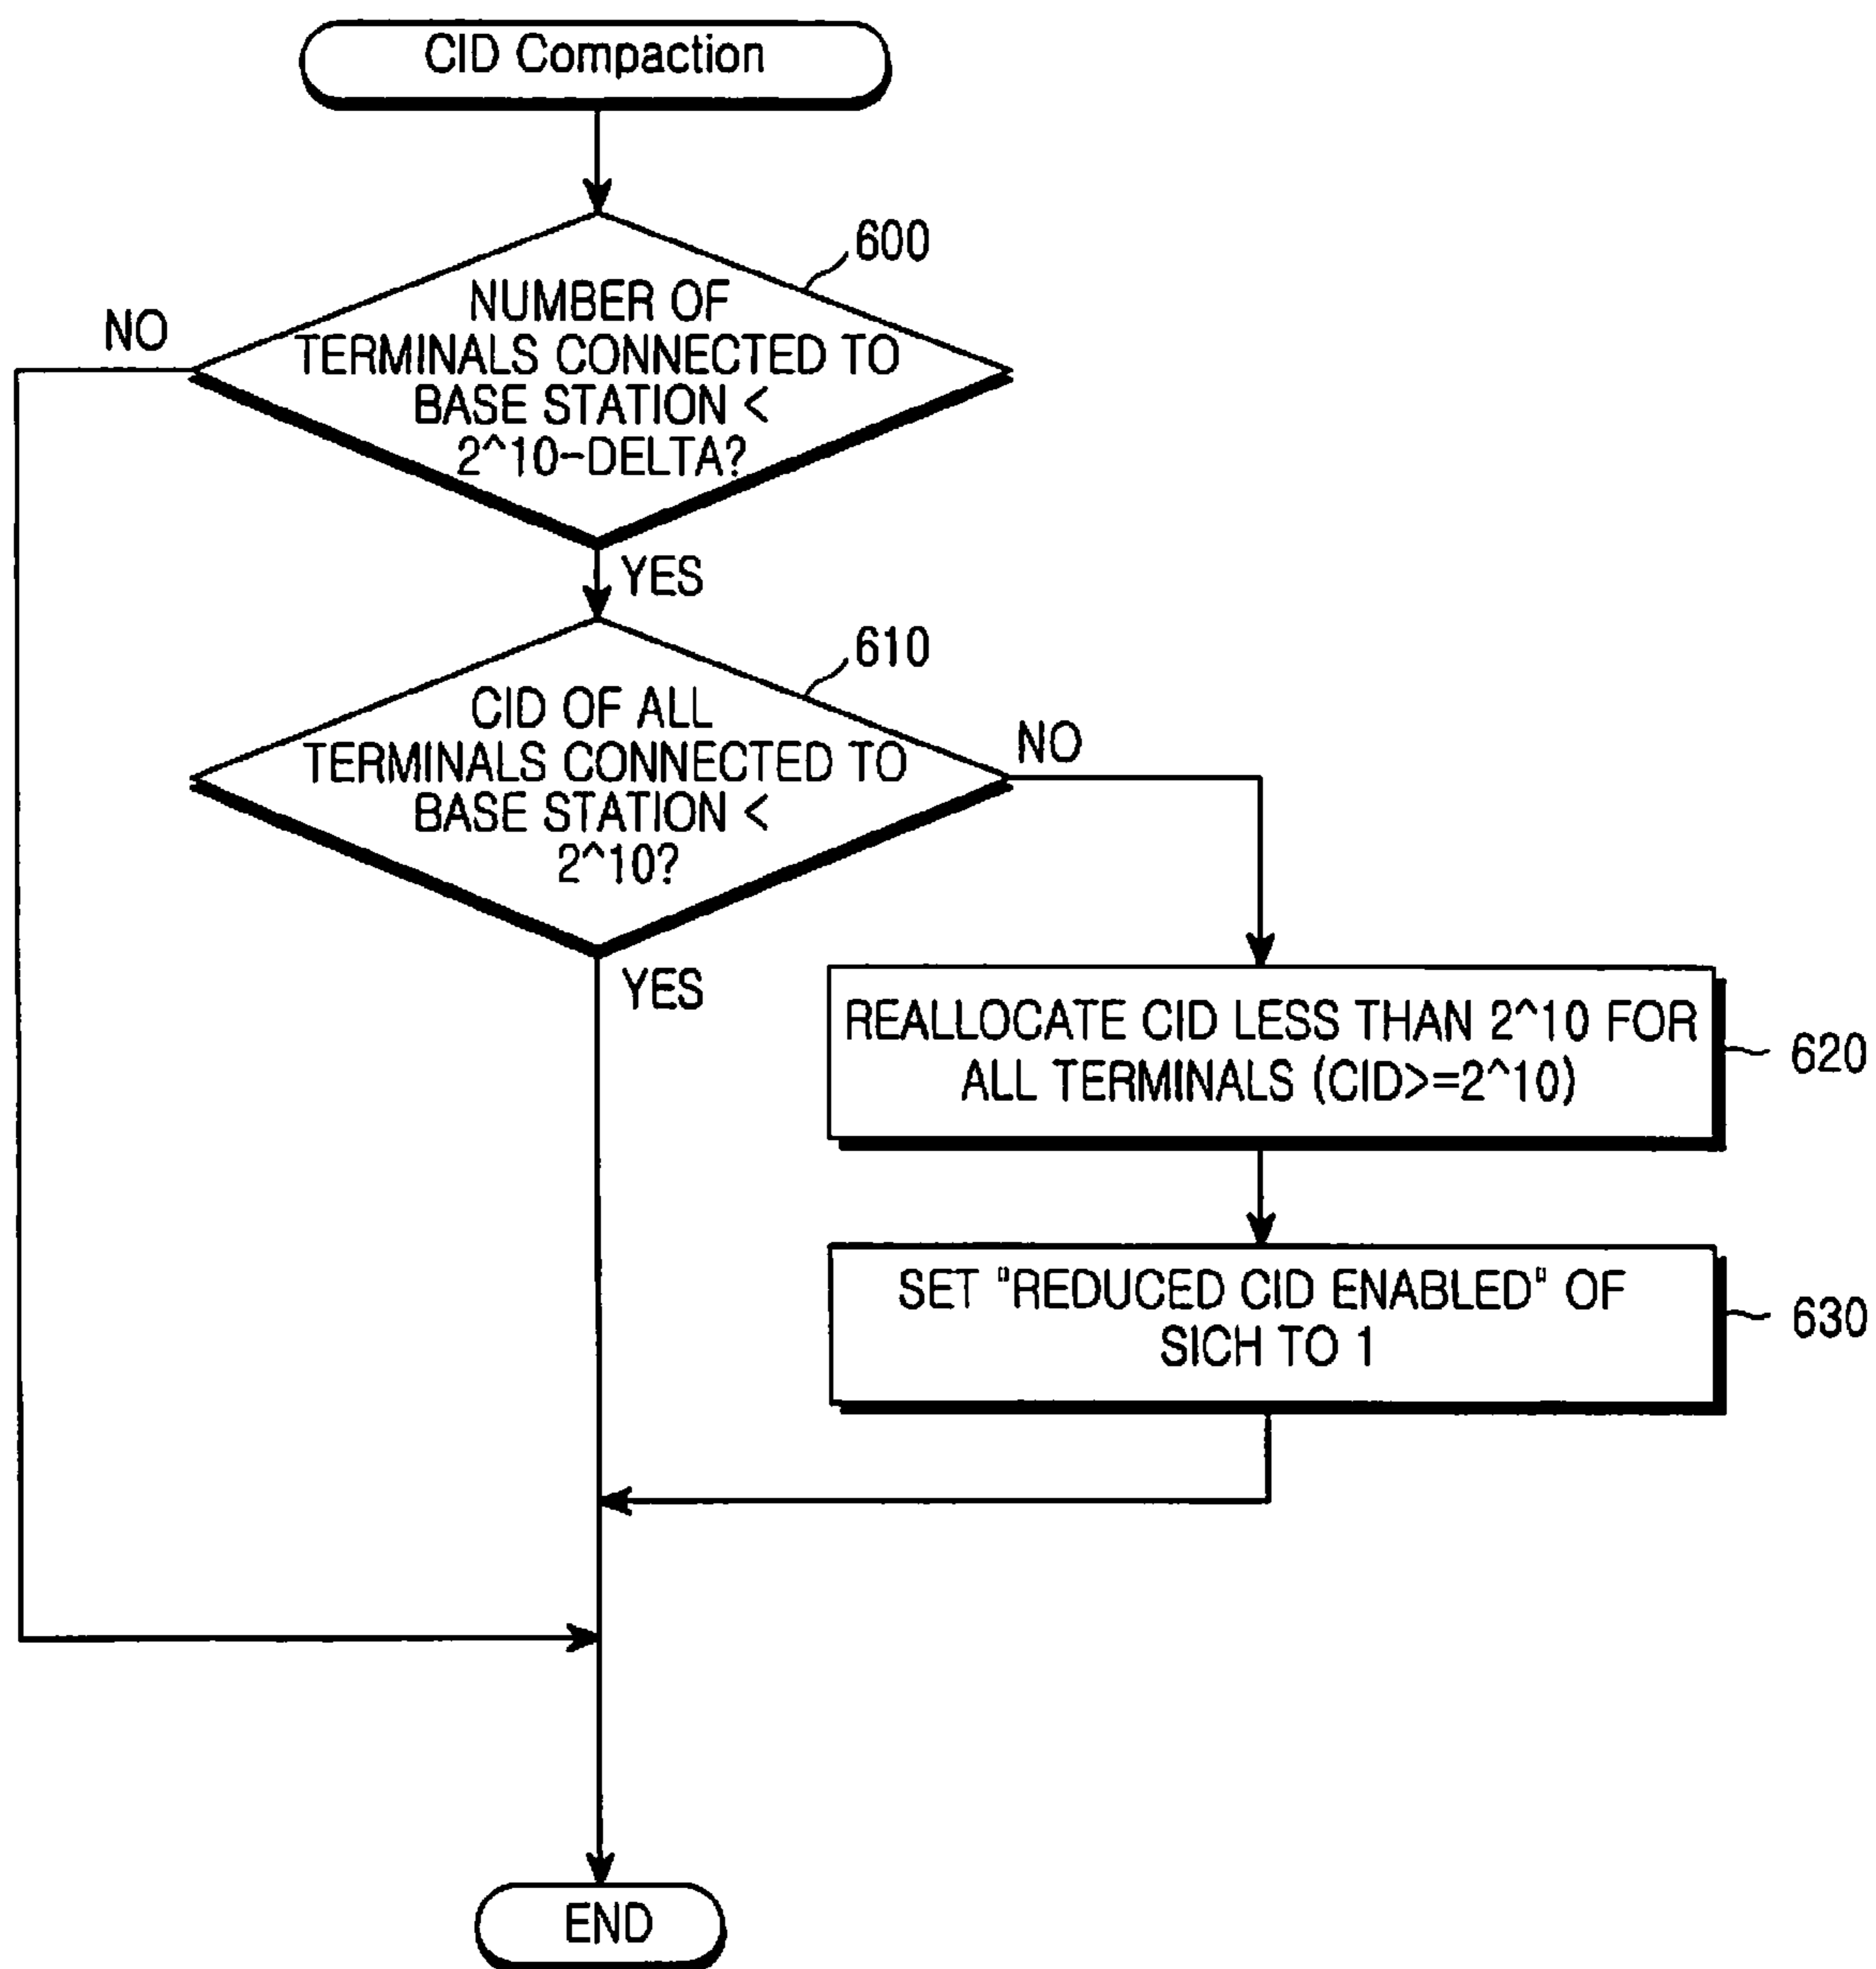 CID Compaction
600
NO
NUMBER OF
TERMINALS CONNECTED TO
BASE STATION <
2^10-DELTA?
YES
610
CID OF ALL
TERMINALS CONNECTED TO
BASE STATION <
2^10?
NO
YES
REALLOCATE CID LESS THAN 2^10 FOR
ALL TERMINALS (CID>=2^10)
620
SET "REDUCED CID ENABLED" OF
SICH TO 1
630
END